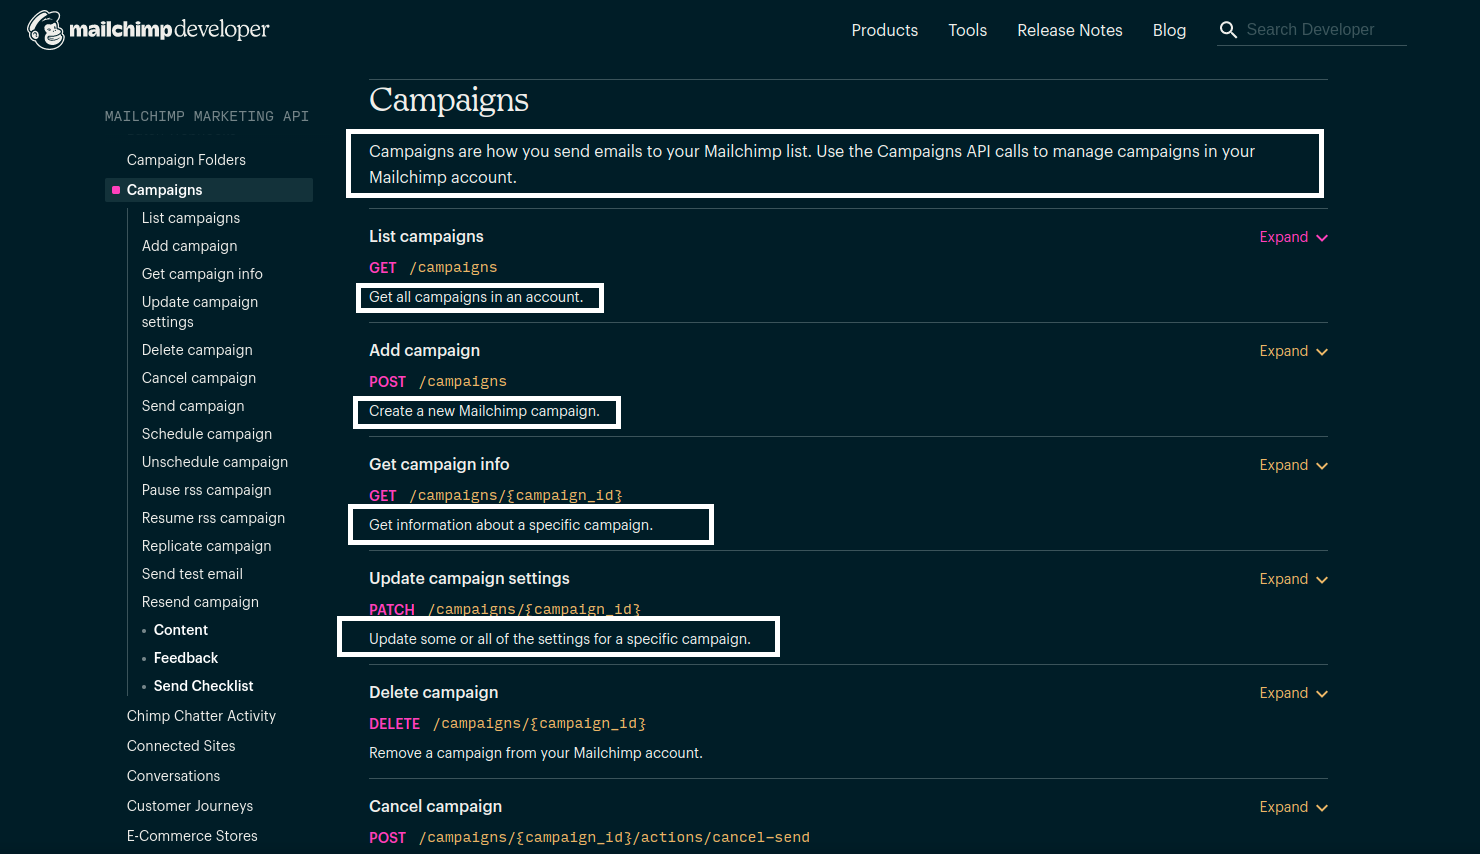 mailchimp developer
Products Tools Release Notes Blog Search Developer
MAILCHIMP MARKETING API
Campaign Folders
Campaigns
List campaigns
Add campaign
Get campaign info
Update campaign
settings
Delete campaign
Cancel campaign
Send campaign
Schedule campaign
Unschedule campaign
Pause rss campaign
Resume rss campaign
Replicate campaign
Send test email
Resend campaign
• Content
• Feedback
• Send Checklist
Chimp Chatter Activity
Connected Sites
Conversations
Customer Journeys
E-Commerce Stores
Campaigns
Campaigns are how you send emails to your Mailchimp list. Use the Campaigns API calls to manage campaigns in your
Mailchimp account.
List campaigns Expand
GET /campaigns
Get all campaigns in an account.
Add campaign Expand
POST /campaigns
Create a new Mailchimp campaign.
Get campaign info Expand
GET /campaigns/{campaign_id}
Get information about a specific campaign.
Update campaign settings Expand
PATCH /campaigns/{campaign_id}
Update some or all of the settings for a specific campaign.
Delete campaign Expand
DELETE /campaigns/{campaign_id}
Remove a campaign from your Mailchimp account.
Cancel campaign Expand
POST /campaigns/{campaign_id}/actions/cancel-send